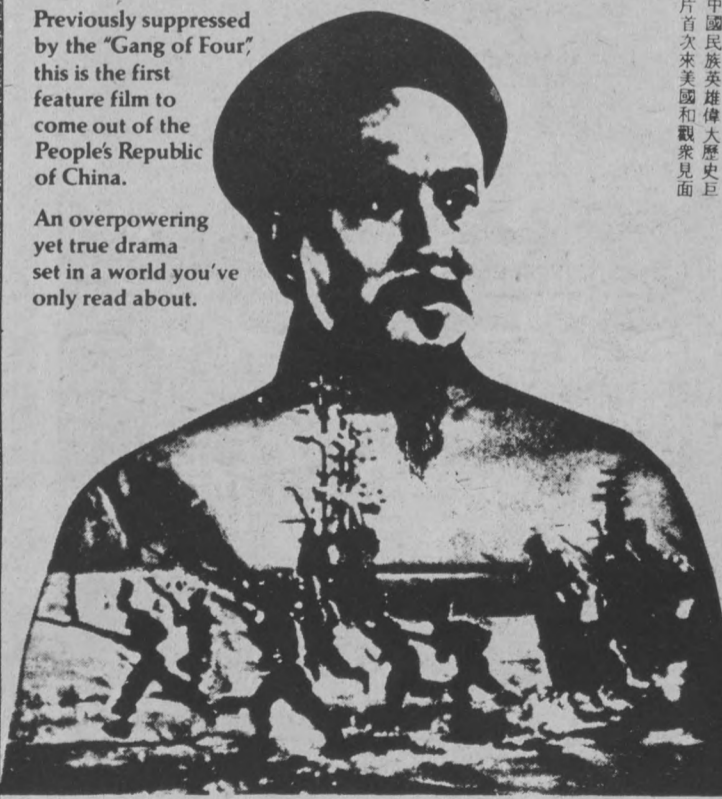 Previously suppressed
by the “Gang of Four,”
this is the first
feature film to
come out of the
People's Republic
of China.
An overpowering
yet true drama
set in a world you've
only read about.
中國民族英雄偉大歷史巨
片首次來美國和觀眾見面